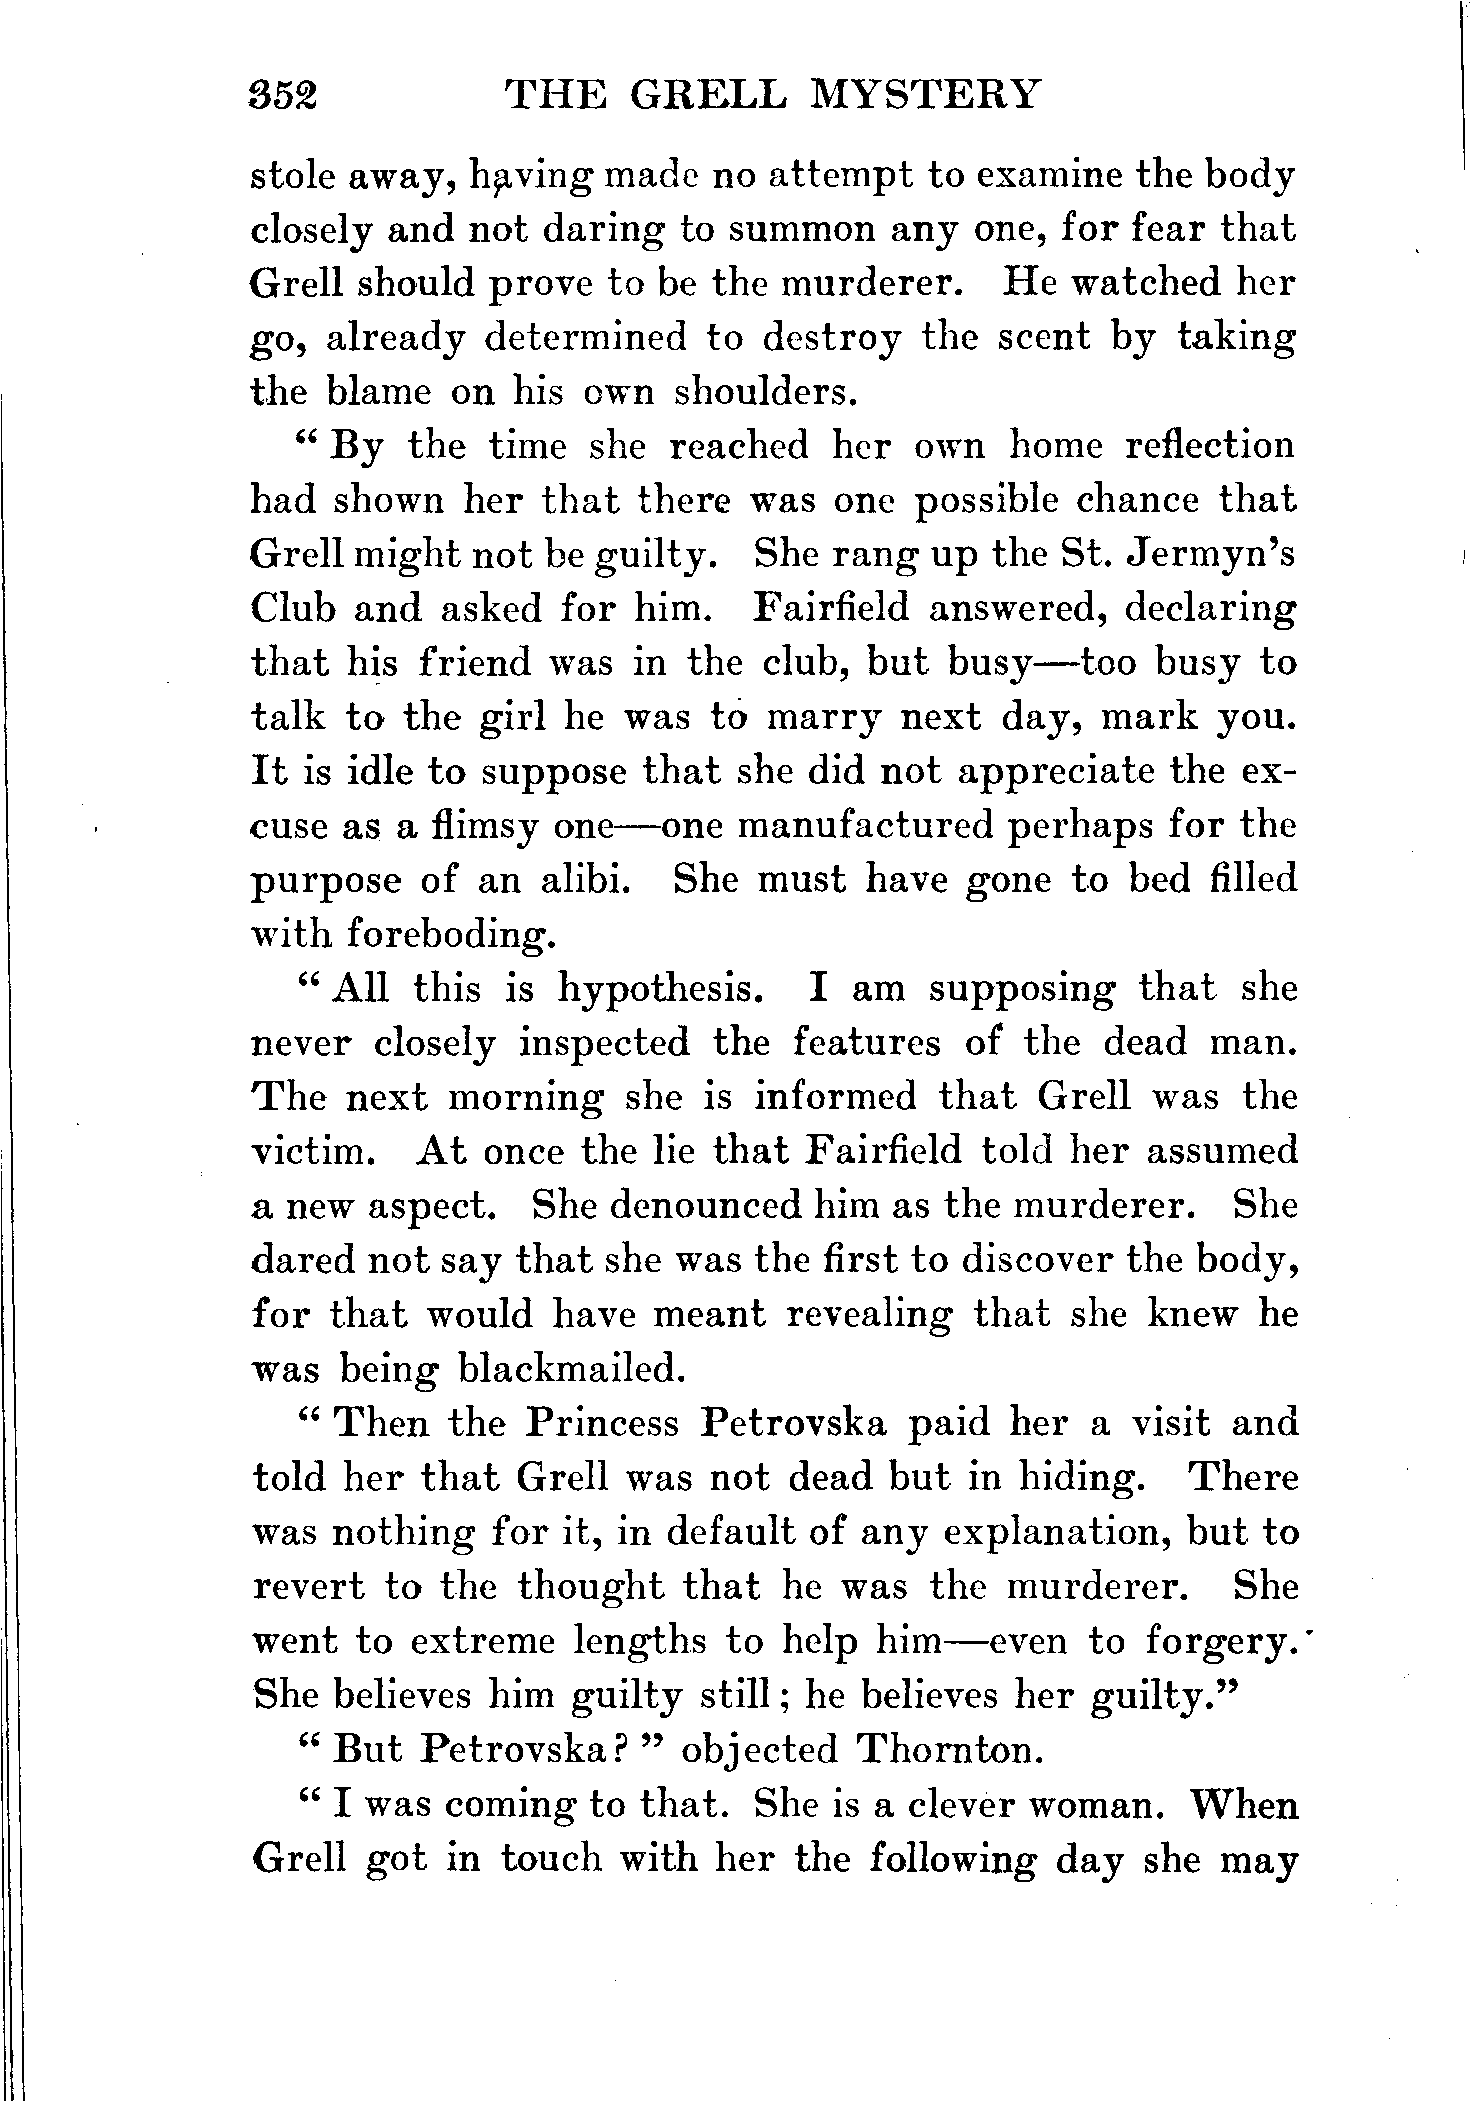 352 THE GRELL MYSTERY
stole away, having made no attempt to examine the body
closely and not daring to summon any one, for fear that
Grell should prove to be the murderer. He watched her
go, already determined to destroy the scent by taking
the blame on his own shoulders.
“ By the time she reached her own home reflection
had shown her that there was one possible chance that
Grell might not be guilty. She rang up the St. Jermyn’s
Club and asked for him. Fairfield answered, declaring
that his friend was in the club, but busy—too busy to
talk to the girl he was to marry next day, mark you.
It is idle to suppose that she did not appreciate the ex-
cuse as a flimsy one—one manufactured perhaps for the
purpose of an alibi. She must have gone to bed filled
with foreboding.
“ All this is hypothesis. I am supposing that she
never closely inspected the features of the dead man.
The next morning she is informed that Grell was the
victim. At once the lie that Fairfield told her assumed
a new aspect. She denounced him as the murderer. She
dared not say that she was the first to discover the body,
for that would have meant revealing that she knew he
was being blackmailed.
“ Then the Princess Petrovska paid her a visit and
told her that Grell was not dead but in hiding. There
was nothing for it, in default of any explanation, but to
revert to the thought that he was the murderer. She
went to extreme lengths to help him—even to forgery.
She believes him guilty still ; he believes her guilty.”
“ But Petrovska? ” objected Thornton.
“ I was coming to that. She is a clever woman. When
Grell got in touch with her the following day she may